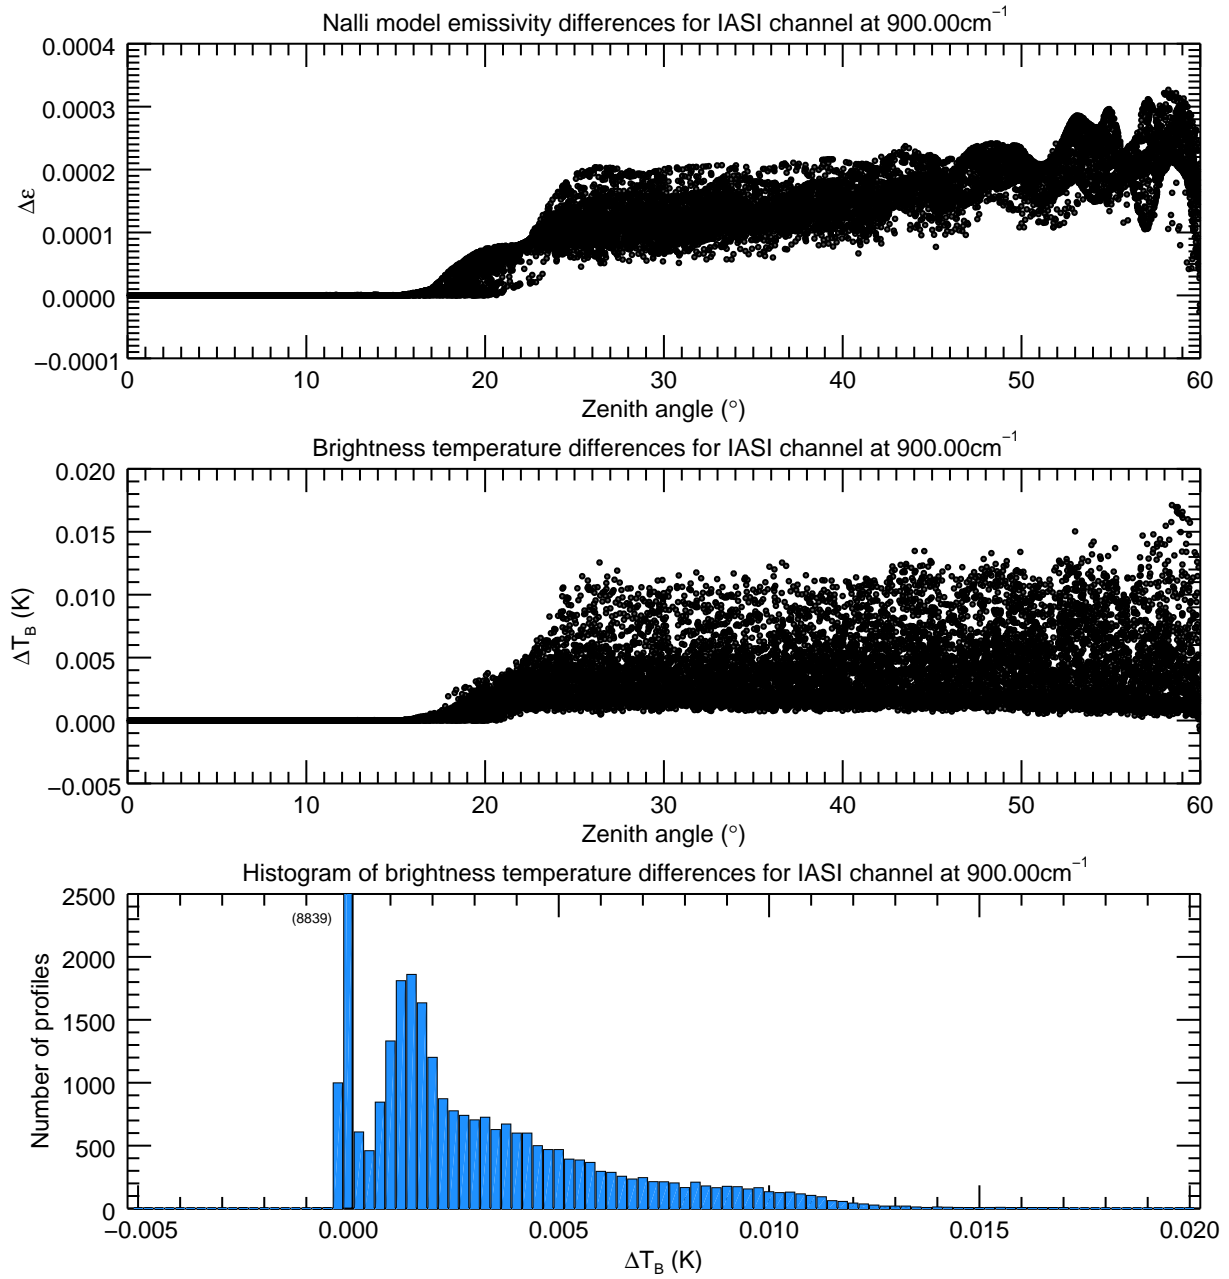 Nalli model emissivity differences for IASI channel at 900.00cm⁻¹
0.0004
0.0003
0.0002
0.0001
0.0000
−0.0001
Δε
0 10 20 30 40 50 60
Zenith angle (°)
Brightness temperature differences for IASI channel at 900.00cm⁻¹
0.020
0.015
0.010
0.005
0.000
−0.005
ΔT_B (K)
0 10 20 30 40 50 60
Zenith angle (°)
Histogram of brightness temperature differences for IASI channel at 900.00cm⁻¹
2500
(8839)
2000
1500
1000
500
0
Number of profiles
−0.005 0.000 0.005 0.010 0.015 0.020
ΔT_B (K)